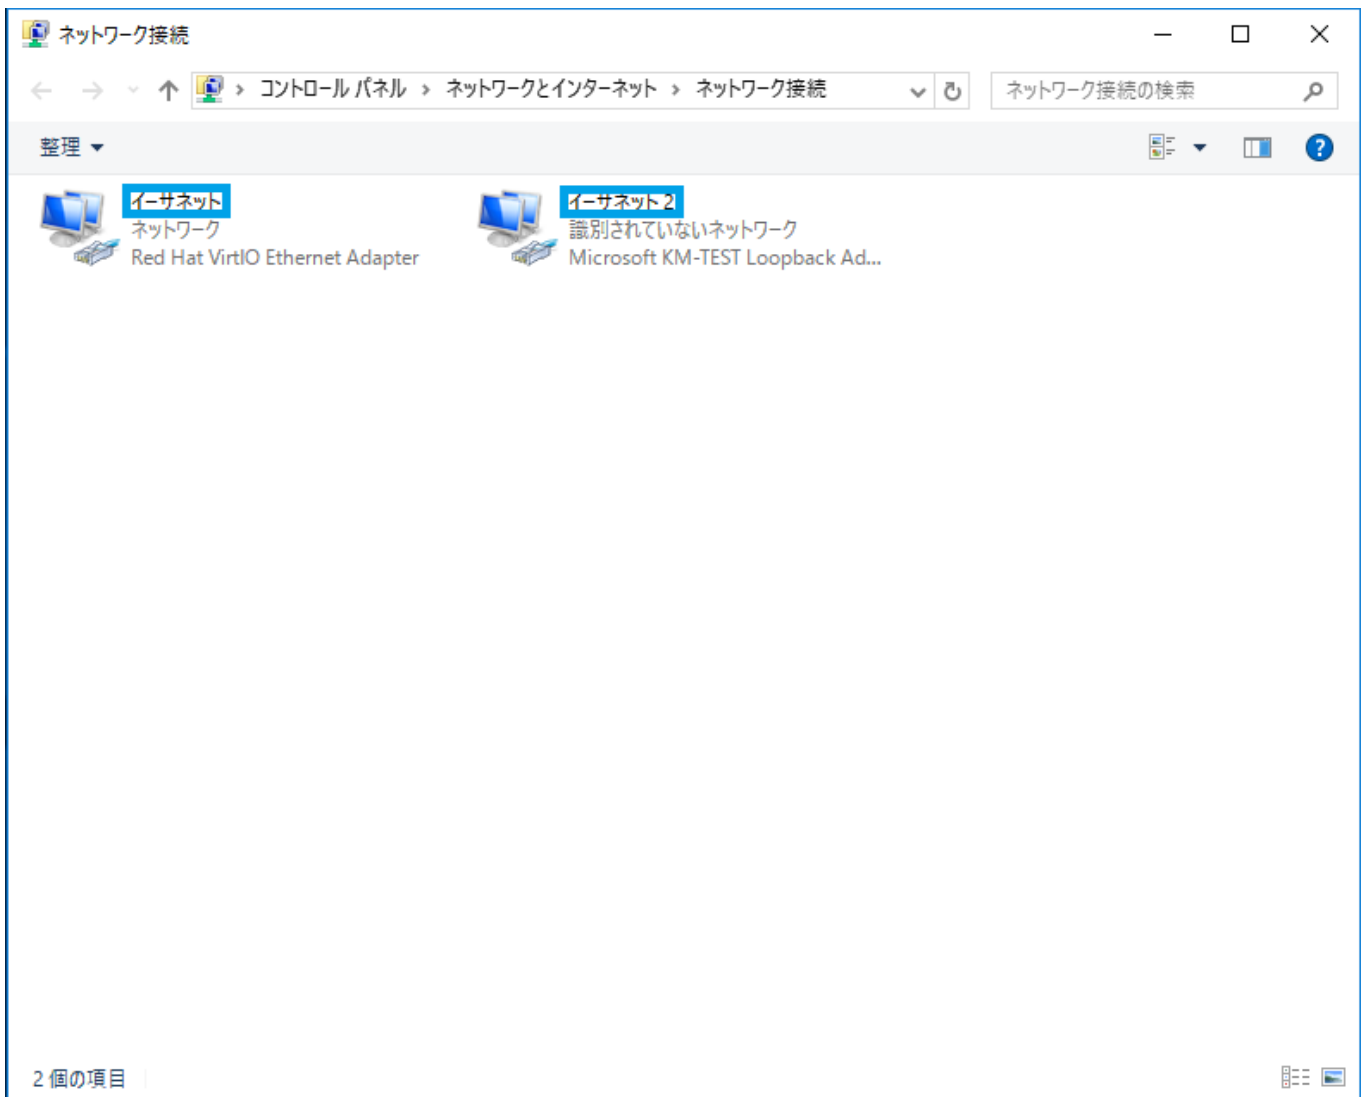 ネットワーク接続
コントロール パネル › ネットワークとインターネット › ネットワーク接続
ネットワーク接続の検索
整理
イーサネット
ネットワーク
Red Hat VirtIO Ethernet Adapter
イーサネット 2
識別されていないネットワーク
Microsoft KM-TEST Loopback Ad...
2 個の項目